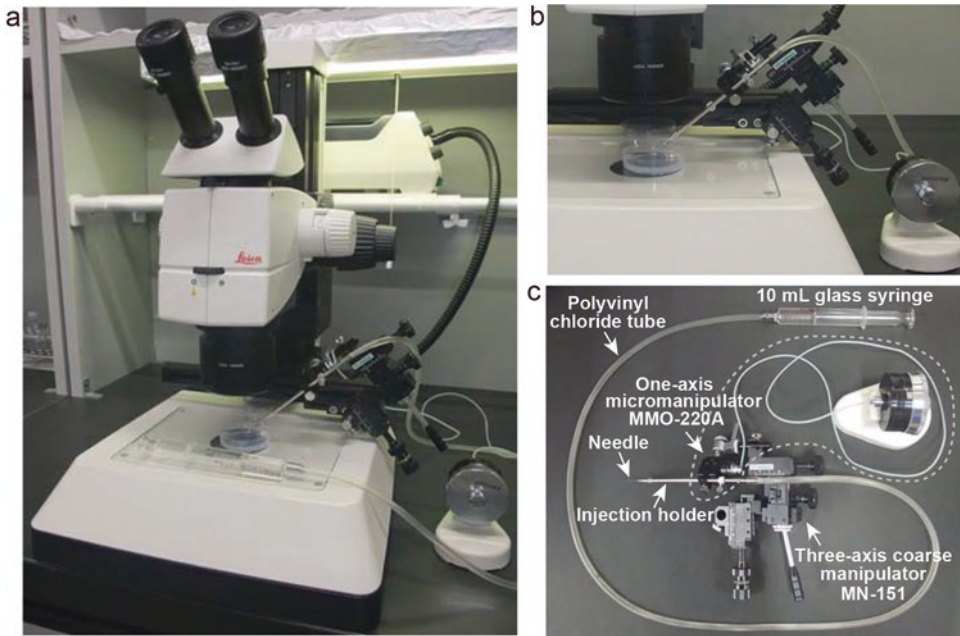 a
Leica
b
c
Polyvinyl
chloride tube
10 mL glass syringe
One-axis
micromanipulator
MMO-220A
Needle
Injection holder
Three-axis coarse
manipulator
MN-151